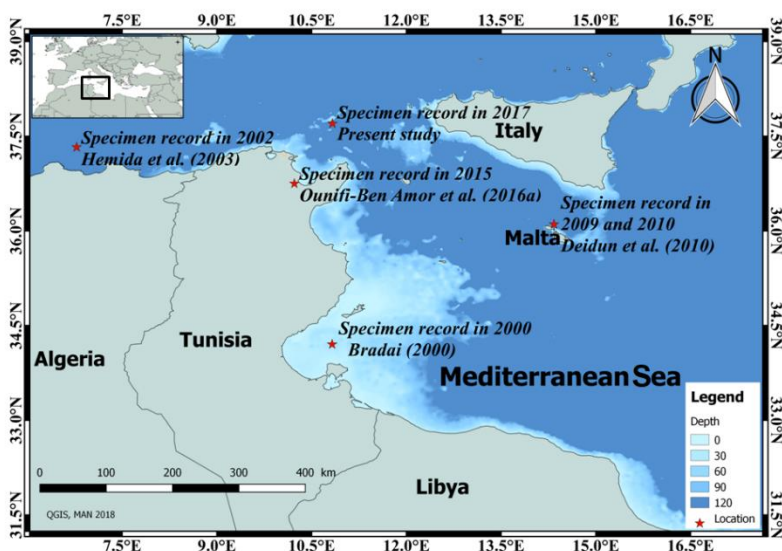 7.5°E 9.0°E 10.5°E 12.0°E 13.5°E 15.0°E 16.5°E
39.0°N
37.5°N
36.0°N
34.5°N
33.0°N
31.5°N
N
Specimen record in 2017
Present study
Italy
Specimen record in 2002
Hemida et al. (2003)
Specimen record in 2015
Ounifi-Ben Amor et al. (2016a)
Specimen record in
2009 and 2010
Malta
Deidun et al. (2010)
Specimen record in 2000
Bradai (2000)
Tunisia
Algeria
Mediterranean Sea
Libya
Legend
Depth
0
30
60
90
120
Location
0 100 200 300 400 km
QGIS, MAN 2018
39.0°N
37.5°N
36.0°N
34.5°N
33.0°N
31.5°N
7.5°E 9.0°E 10.5°E 12.0°E 13.5°E 15.0°E 16.5°E